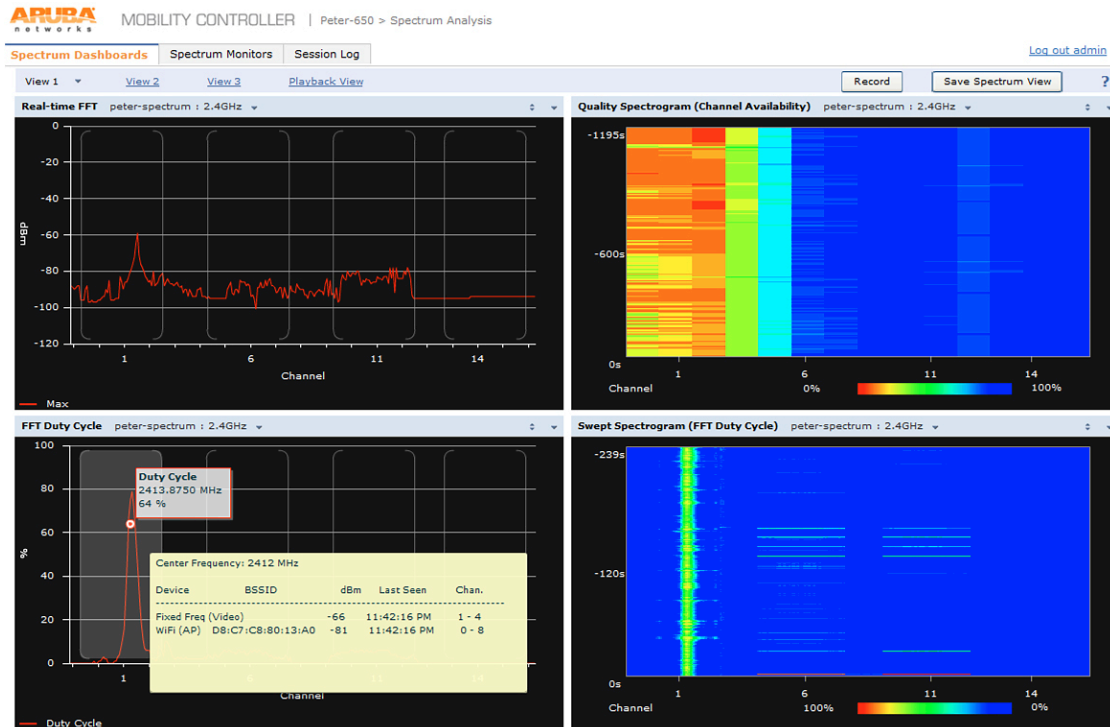 ARUBA
networks
MOBILITY CONTROLLER | Peter-650 > Spectrum Analysis
Spectrum Dashboards Spectrum Monitors Session Log
Log out admin
View 1 View 2 View 3 Playback View Record Save Spectrum View ?
Real-time FFT peter-spectrum : 2.4GHz
0
-20
-40
-60
-80
-100
-120
dBm
1 6 11 14
Channel
Max
Quality Spectrogram (Channel Availability) peter-spectrum : 2.4GHz
-1195s
-600s
0s
1 6 11 14
Channel 0% 100%
FFT Duty Cycle peter-spectrum : 2.4GHz
100
80
60
40
20
0
%
Duty Cycle
2413.8750 MHz
64 %
Center Frequency: 2412 MHz
Device BSSID dBm Last Seen Chan.
Fixed Freq (Video) -66 11:42:16 PM 1 - 4
WiFi (AP) D8:C7:C8:80:13:A0 -81 11:42:16 PM 0 - 8
1 6 11 14
Channel
Duty Cycle
Swept Spectrogram (FFT Duty Cycle) peter-spectrum : 2.4GHz
-239s
-120s
0s
1 6 11 14
Channel 100% 0%